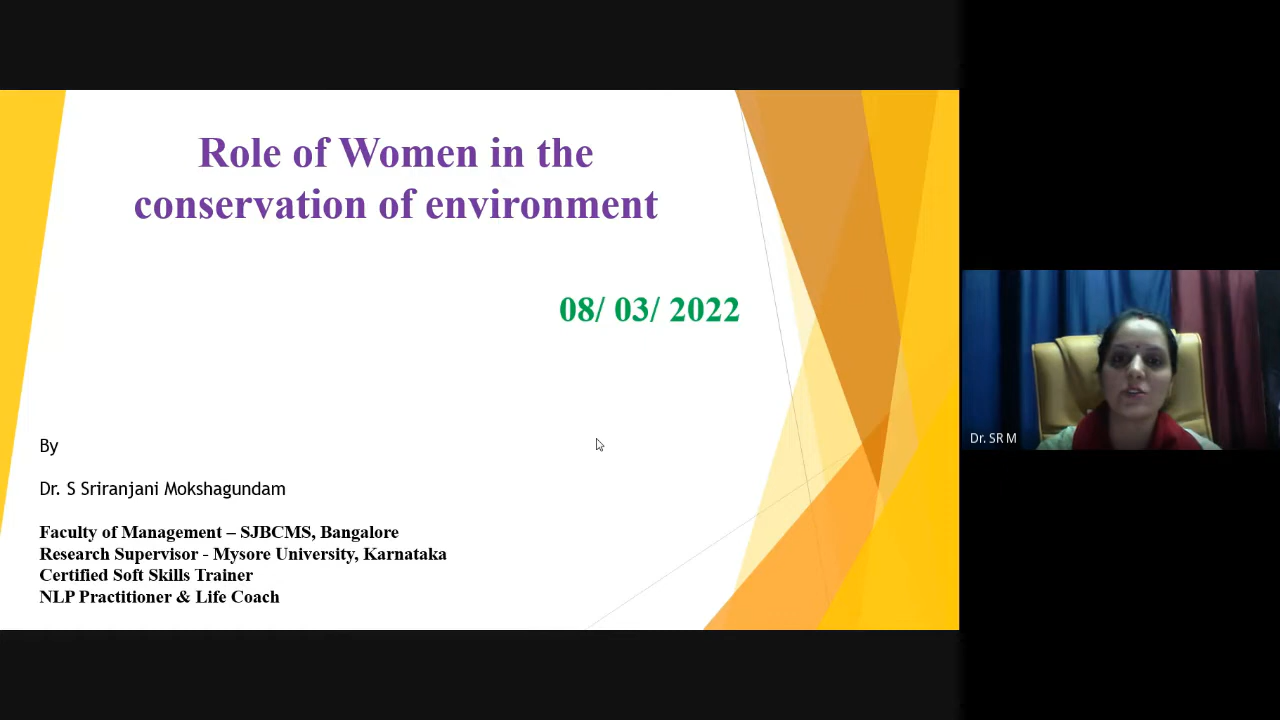 Role of Women in the
conservation of environment
08/ 03/ 2022
By
Dr. S Sriranjani Mokshagundam
Faculty of Management – SJBCMS, Bangalore
Research Supervisor - Mysore University, Karnataka
Certified Soft Skills Trainer
NLP Practitioner & Life Coach
Dr. SR M